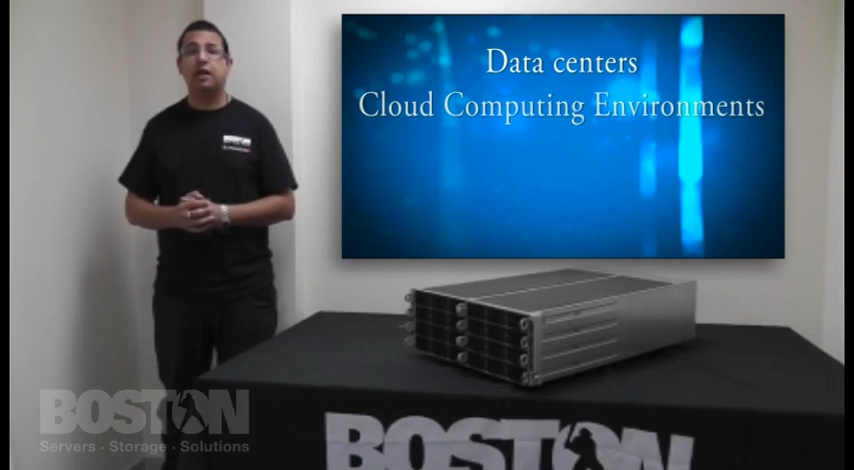 Data centers
Cloud Computing Environments
BOSTON
Servers · Storage · Solutions
BOSTON